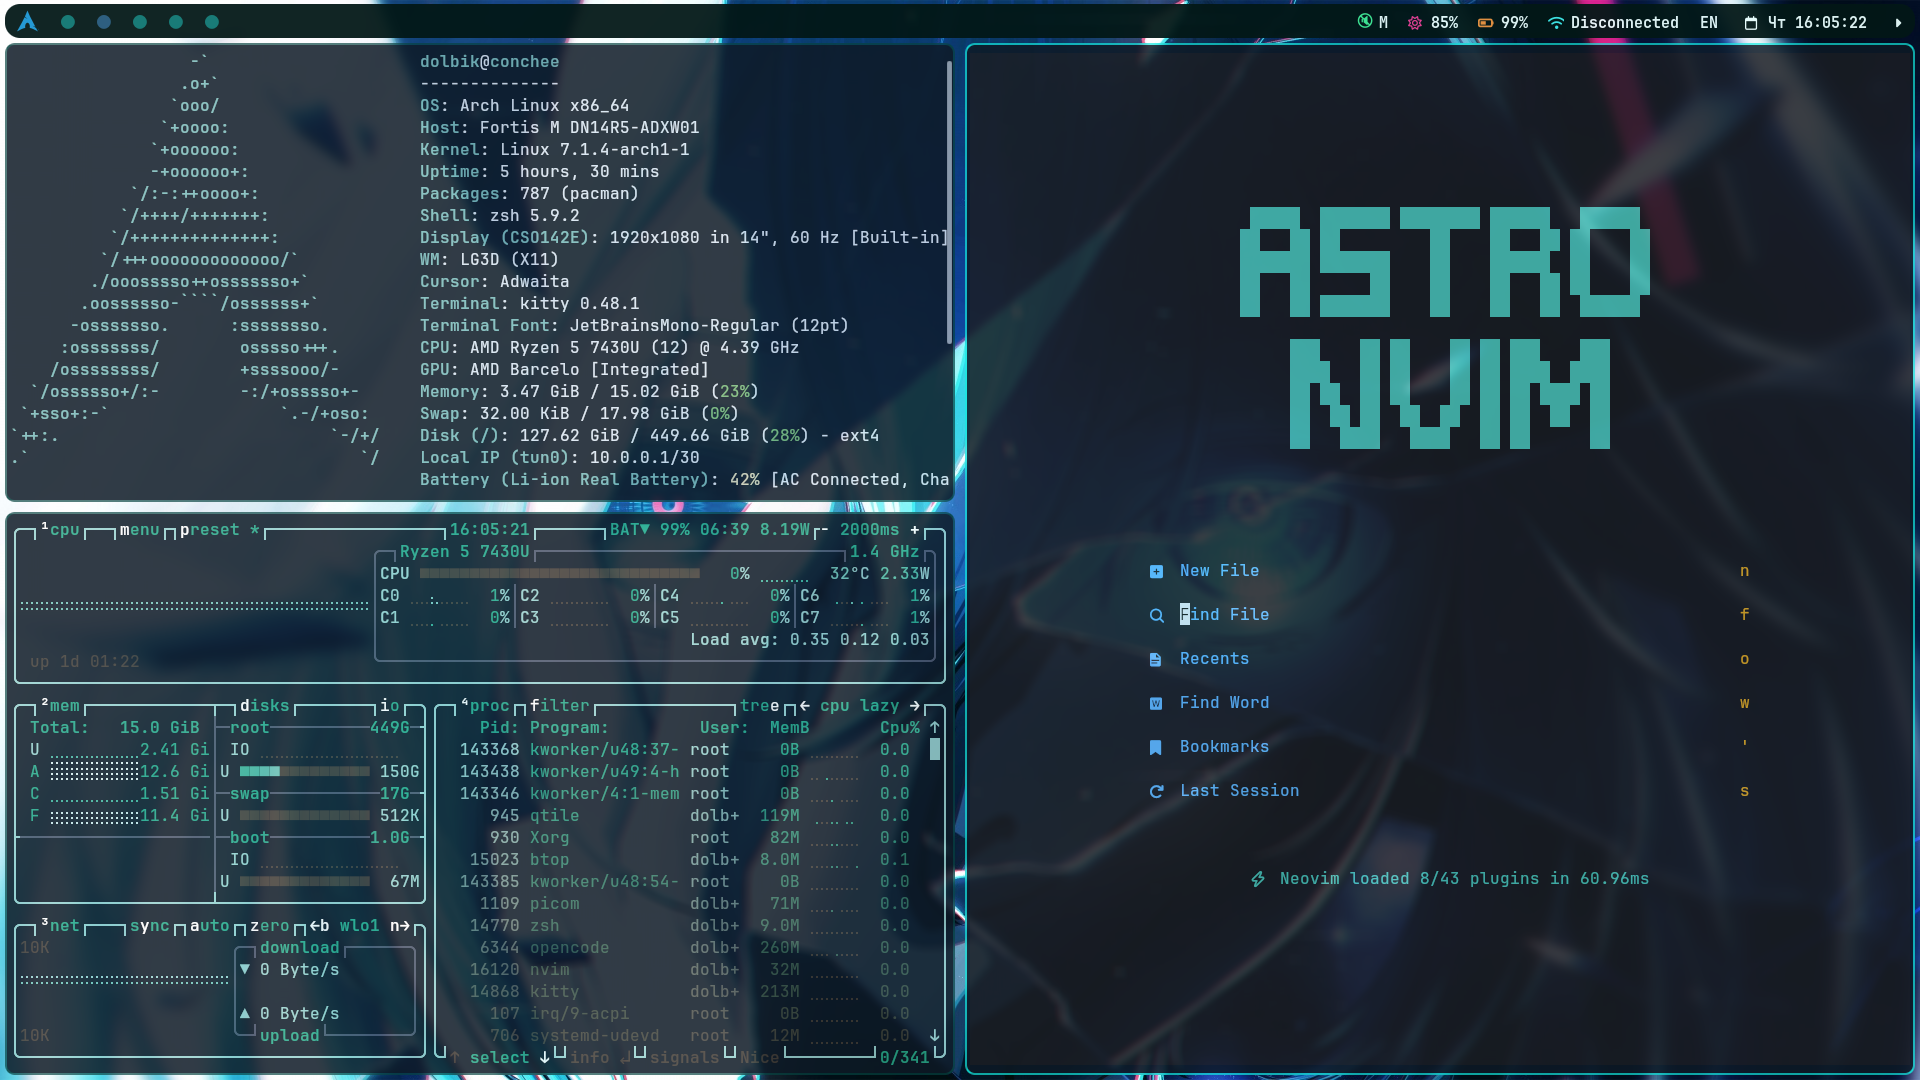 M 85% 99% Disconnected EN Чт 16:05:22
dolbik@conchee
--------------
OS: Arch Linux x86_64
Host: Fortis M DN14R5-ADXW01
Kernel: Linux 7.1.4-arch1-1
Uptime: 5 hours, 30 mins
Packages: 787 (pacman)
Shell: zsh 5.9.2
Display (CSO142E): 1920x1080 in 14", 60 Hz [Built-in]
WM: LG3D (X11)
Cursor: Adwaita
Terminal: kitty 0.48.1
Terminal Font: JetBrainsMono-Regular (12pt)
CPU: AMD Ryzen 5 7430U (12) @ 4.39 GHz
GPU: AMD Barcelo [Integrated]
Memory: 3.47 GiB / 15.02 GiB (23%)
Swap: 32.00 KiB / 17.98 GiB (0%)
Disk (/): 127.62 GiB / 449.66 GiB (28%) - ext4
Local IP (tun0): 10.0.0.1/30
Battery (Li-ion Real Battery): 42% [AC Connected, Cha
¹cpu menu preset * 16:05:21 BAT▼ 99% 06:39 8.19W - 2000ms +
Ryzen 5 7430U 1.4 GHz
CPU 0% 32°C 2.33W
C0 1% C2 0% C4 0% C6 1%
C1 0% C3 0% C5 0% C7 1%
Load avg: 0.35 0.12 0.03
up 1d 01:22
²mem disks io
Total: 15.0 GiB
U 2.41 Gi
A 12.6 Gi
C 1.51 Gi
F 11.4 Gi
root 449G
IO
U 150G
swap 17G
U 512K
boot 1.0G
IO
U 67M
³net sync auto zero ←b wlo1 n→
10K
download
▼ 0 Byte/s
▲ 0 Byte/s
10K
upload
⁴proc filter tree ← cpu lazy →
Pid: Program: User: MemB Cpu% ↑
143368 kworker/u48:37- root 0B 0.0
143438 kworker/u49:4-h root 0B 0.0
143346 kworker/4:1-mem root 0B 0.0
945 qtile dolb+ 119M 0.0
930 Xorg root 82M 0.0
15023 btop dolb+ 8.0M 0.1
143385 kworker/u48:54- root 0B 0.0
1109 picom dolb+ 71M 0.0
14770 zsh dolb+ 9.0M 0.0
6344 opencode dolb+ 260M 0.0
16120 nvim dolb+ 32M 0.0
14868 kitty dolb+ 213M 0.0
107 irq/9-acpi root 0B 0.0
706 systemd-udevd root 12M 0.0 ↓
↑ select ↓ info ↲ signals Nice 0/341
ASTRO
NVIM
New File n
Find File f
Recents o
Find Word w
Bookmarks '
Last Session s
Neovim loaded 8/43 plugins in 60.96ms